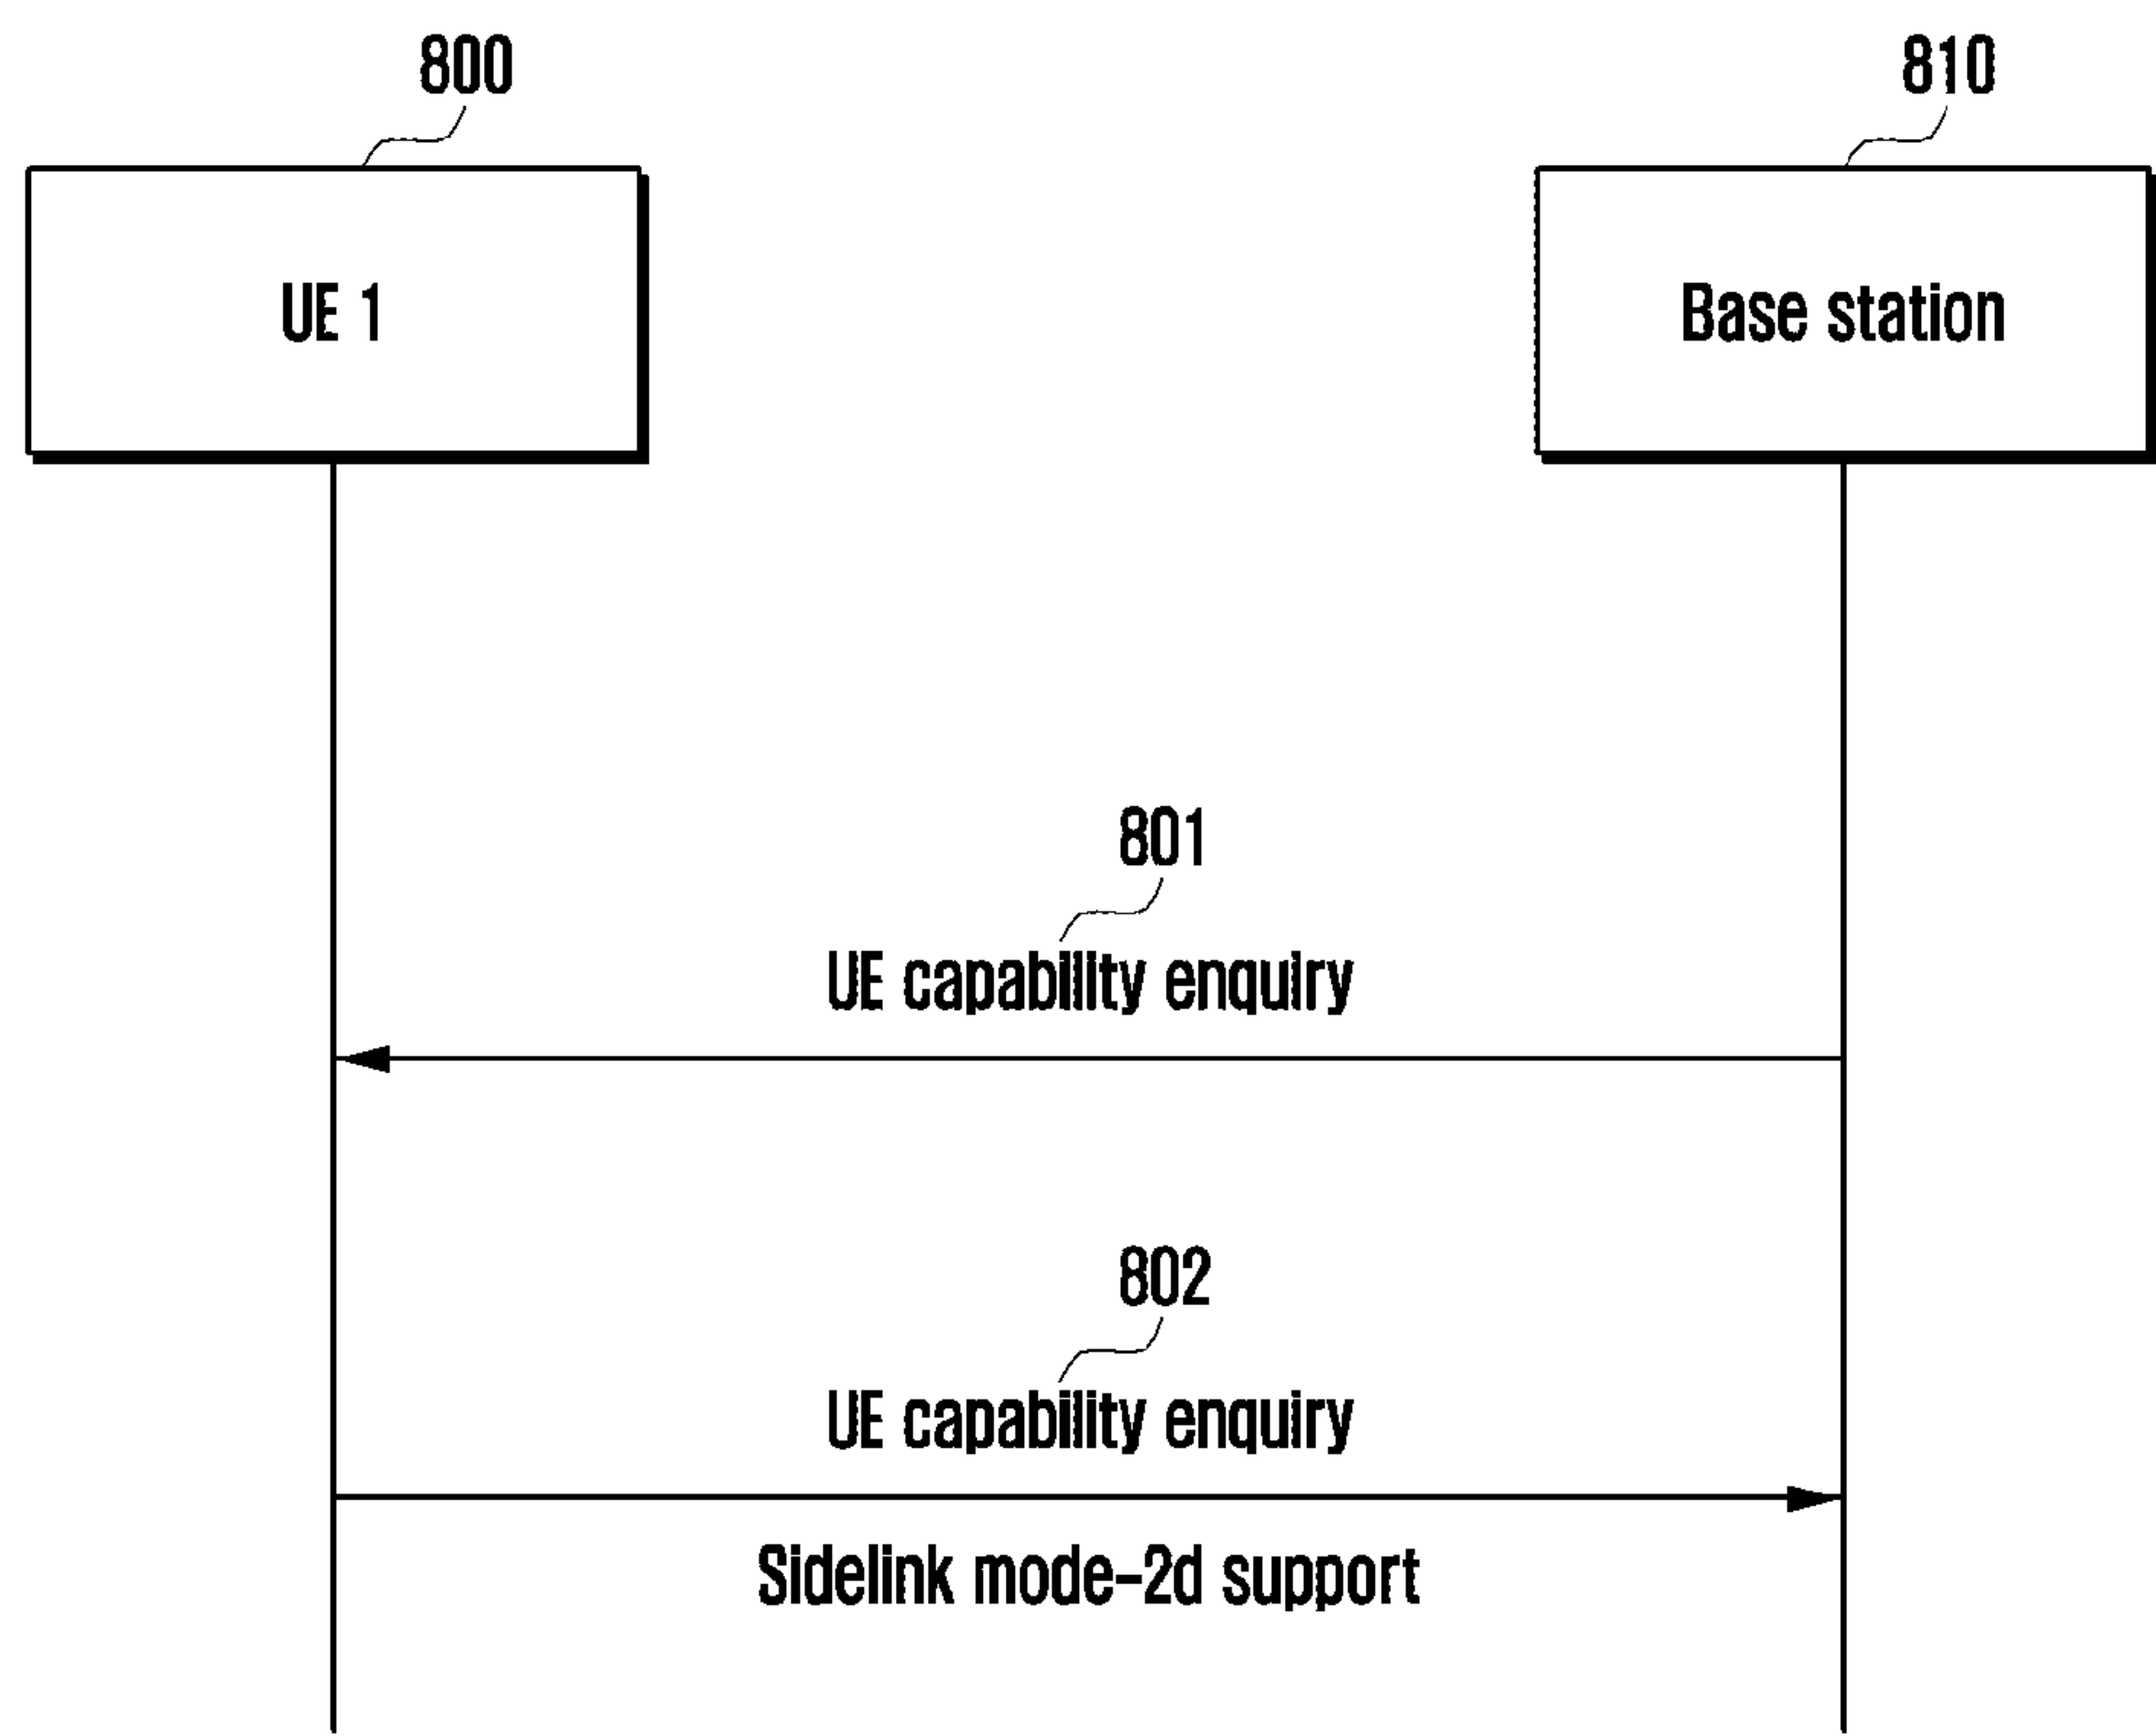 800
810
UE 1
Base station
801
UE capability enquiry
802
UE capability enquiry
Sidelink mode-2d support